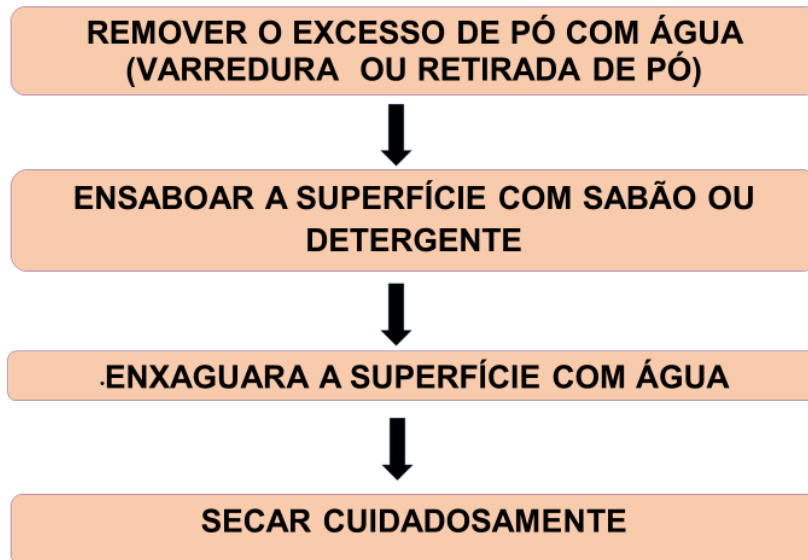 REMOVER O EXCESSO DE PÓ COM ÁGUA
(VARREDURA OU RETIRADA DE PÓ)
ENSABOAR A SUPERFÍCIE COM SABÃO OU
DETERGENTE
.ENXAGUARA A SUPERFÍCIE COM ÁGUA
SECAR CUIDADOSAMENTE